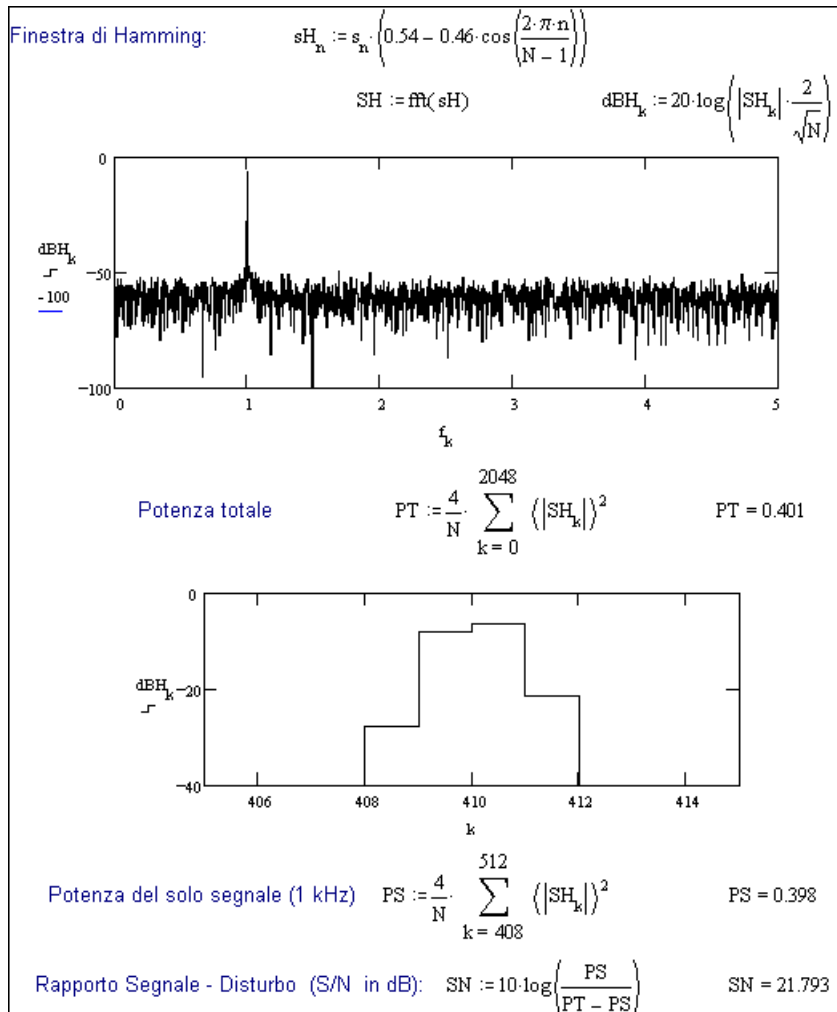 Finestra di Hamming: sH_n := s_n·(0.54 − 0.46·cos(2·π·n/(N − 1)))
SH := fft(sH) dBH_k := 20·log(|SH_k|·2/√N)
0
dBH_k
−50
-100
−100
0 1 2 3 4 5
f_k
Potenza totale PT := 4/N · ∑_{k = 0}^{2048} (|SH_k|)^2 PT = 0.401
0
dBH_k
−20
−40
406 408 410 412 414
k
Potenza del solo segnale (1 kHz) PS := 4/N · ∑_{k = 408}^{512} (|SH_k|)^2 PS = 0.398
Rapporto Segnale - Disturbo (S/N in dB): SN := 10·log(PS/(PT − PS)) SN = 21.793